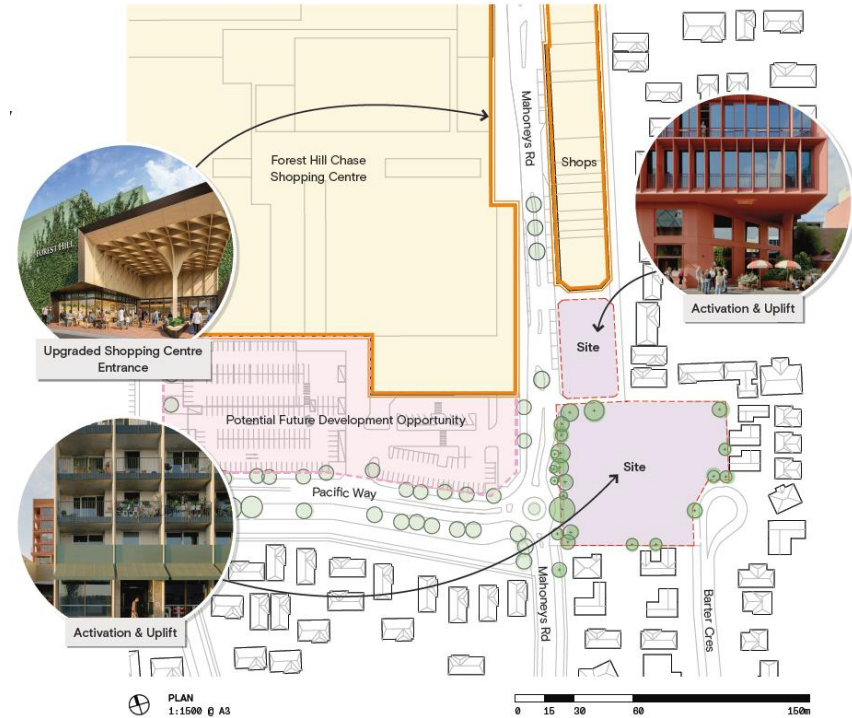 Forest Hill Chase
Shopping Centre
Mahoneys Rd
Shops
FOREST HILL
Upgraded Shopping Centre
Entrance
Activation & Uplift
Site
Potential Future Development Opportunity
Site
Pacific Way
Mahoneys Rd
Barter Cres
Activation & Uplift
PLAN
1:1500 @ A3
0 15 30 60 150m